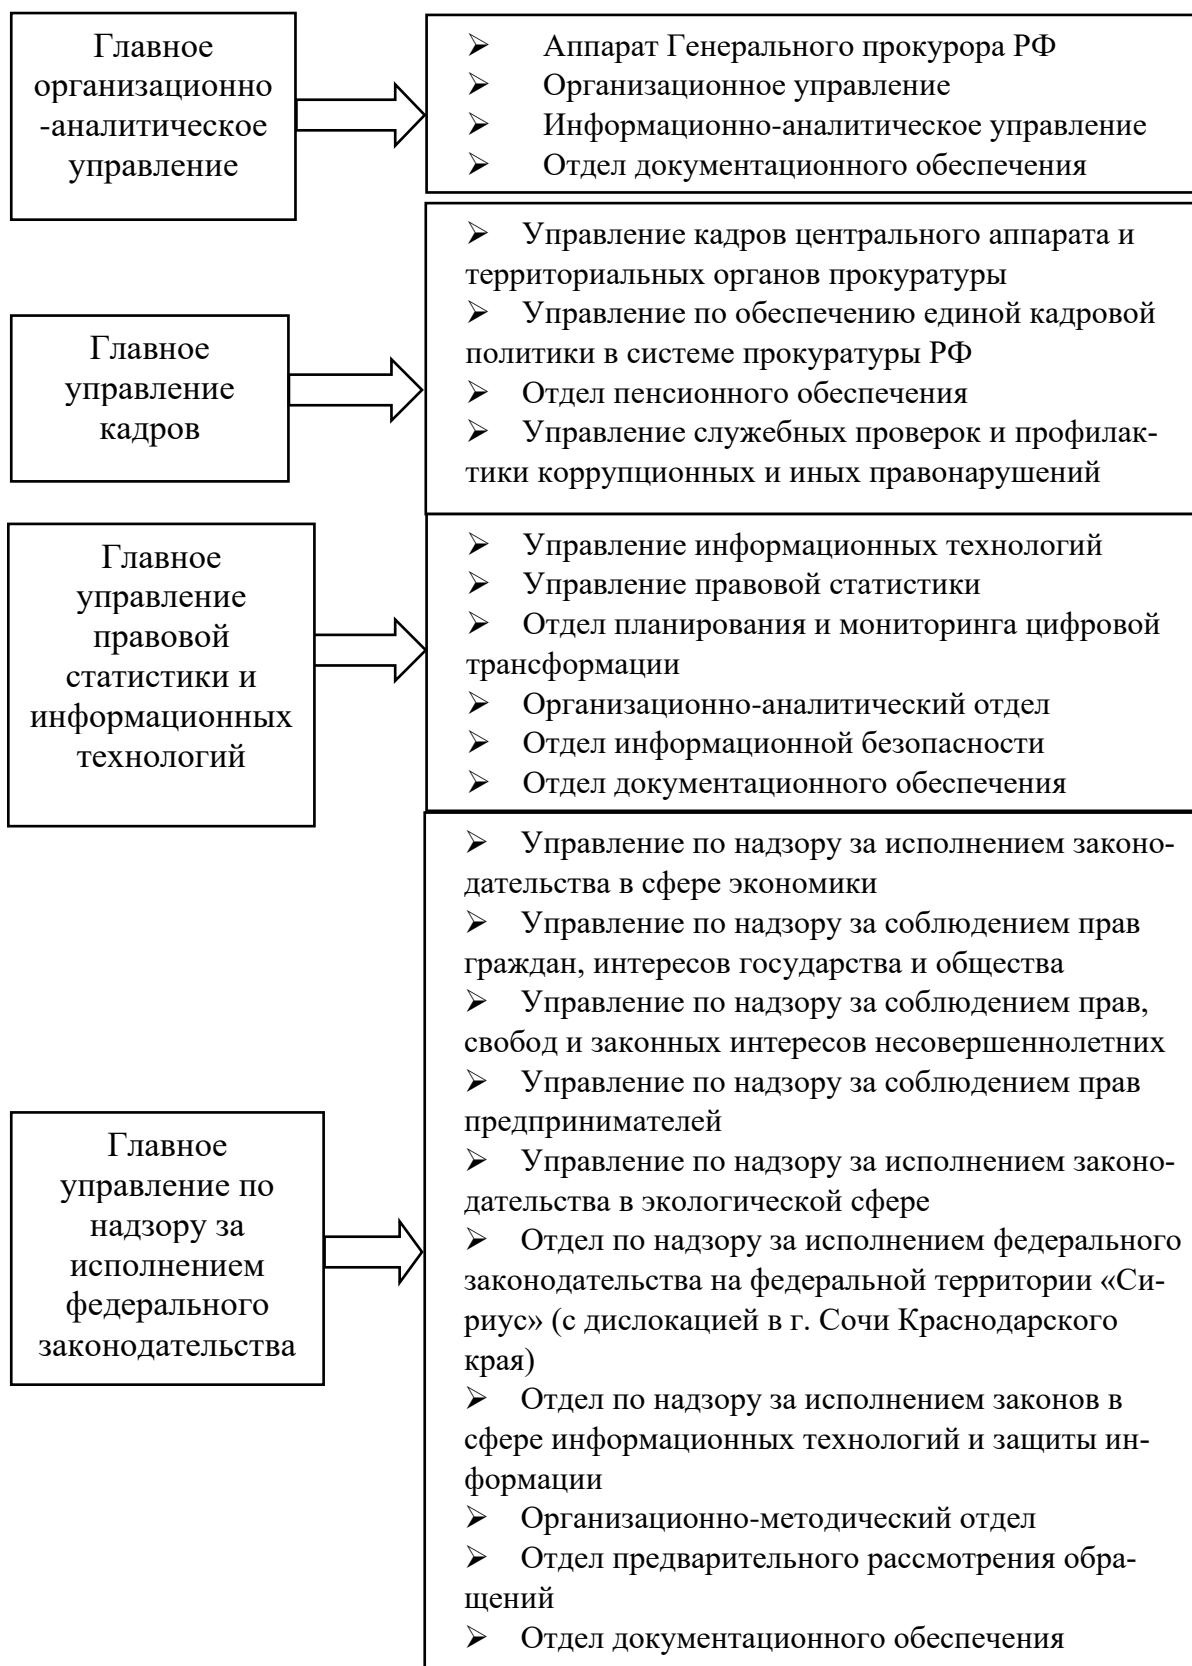 Главное
организационно
-аналитическое
управление
➢ Аппарат Генерального прокурора РФ
➢ Организационное управление
➢ Информационно-аналитическое управление
➢ Отдел документационного обеспечения
Главное
управление
кадров
➢ Управление кадров центрального аппарата и
территориальных органов прокуратуры
➢ Управление по обеспечению единой кадровой
политики в системе прокуратуры РФ
➢ Отдел пенсионного обеспечения
➢ Управление служебных проверок и профилак-
тики коррупционных и иных правонарушений
Главное
управление
правовой
статистики и
информационных
технологий
➢ Управление информационных технологий
➢ Управление правовой статистики
➢ Отдел планирования и мониторинга цифровой
трансформации
➢ Организационно-аналитический отдел
➢ Отдел информационной безопасности
➢ Отдел документационного обеспечения
Главное
управление по
надзору за
исполнением
федерального
законодательства
➢ Управление по надзору за исполнением законо-
дательства в сфере экономики
➢ Управление по надзору за соблюдением прав
граждан, интересов государства и общества
➢ Управление по надзору за соблюдением прав,
свобод и законных интересов несовершеннолетних
➢ Управление по надзору за соблюдением прав
предпринимателей
➢ Управление по надзору за исполнением законо-
дательства в экологической сфере
➢ Отдел по надзору за исполнением федерального
законодательства на федеральной территории «Си-
риус» (с дислокацией в г. Сочи Краснодарского
края)
➢ Отдел по надзору за исполнением законов в
сфере информационных технологий и защиты ин-
формации
➢ Организационно-методический отдел
➢ Отдел предварительного рассмотрения обра-
щений
➢ Отдел документационного обеспечения